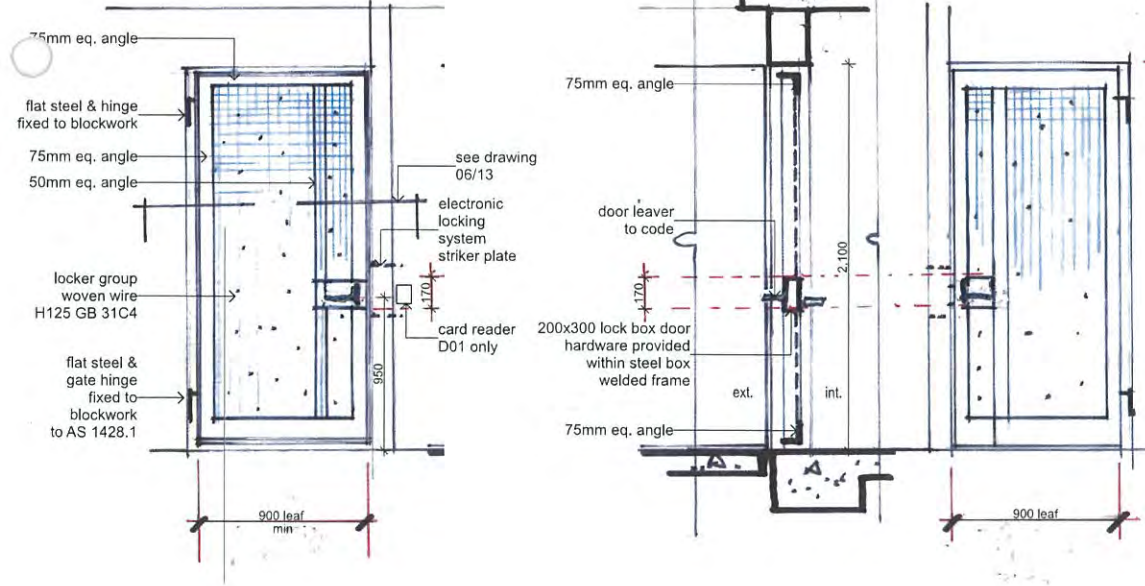 75mm eq. angle
flat steel & hinge
fixed to blockwork
75mm eq. angle
50mm eq. angle
see drawing
06/13
electronic
locking
system
striker plate
locker group
woven wire
H125 GB 31C4
170
card reader
D01 only
flat steel &
gate hinge
fixed to
blockwork
to AS 1428.1
950
900 leaf
min
75mm eq. angle
door leaver
to code
2,100
170
200x300 lock box door
hardware provided
within steel box
welded frame
ext.
int.
75mm eq. angle
900 leaf